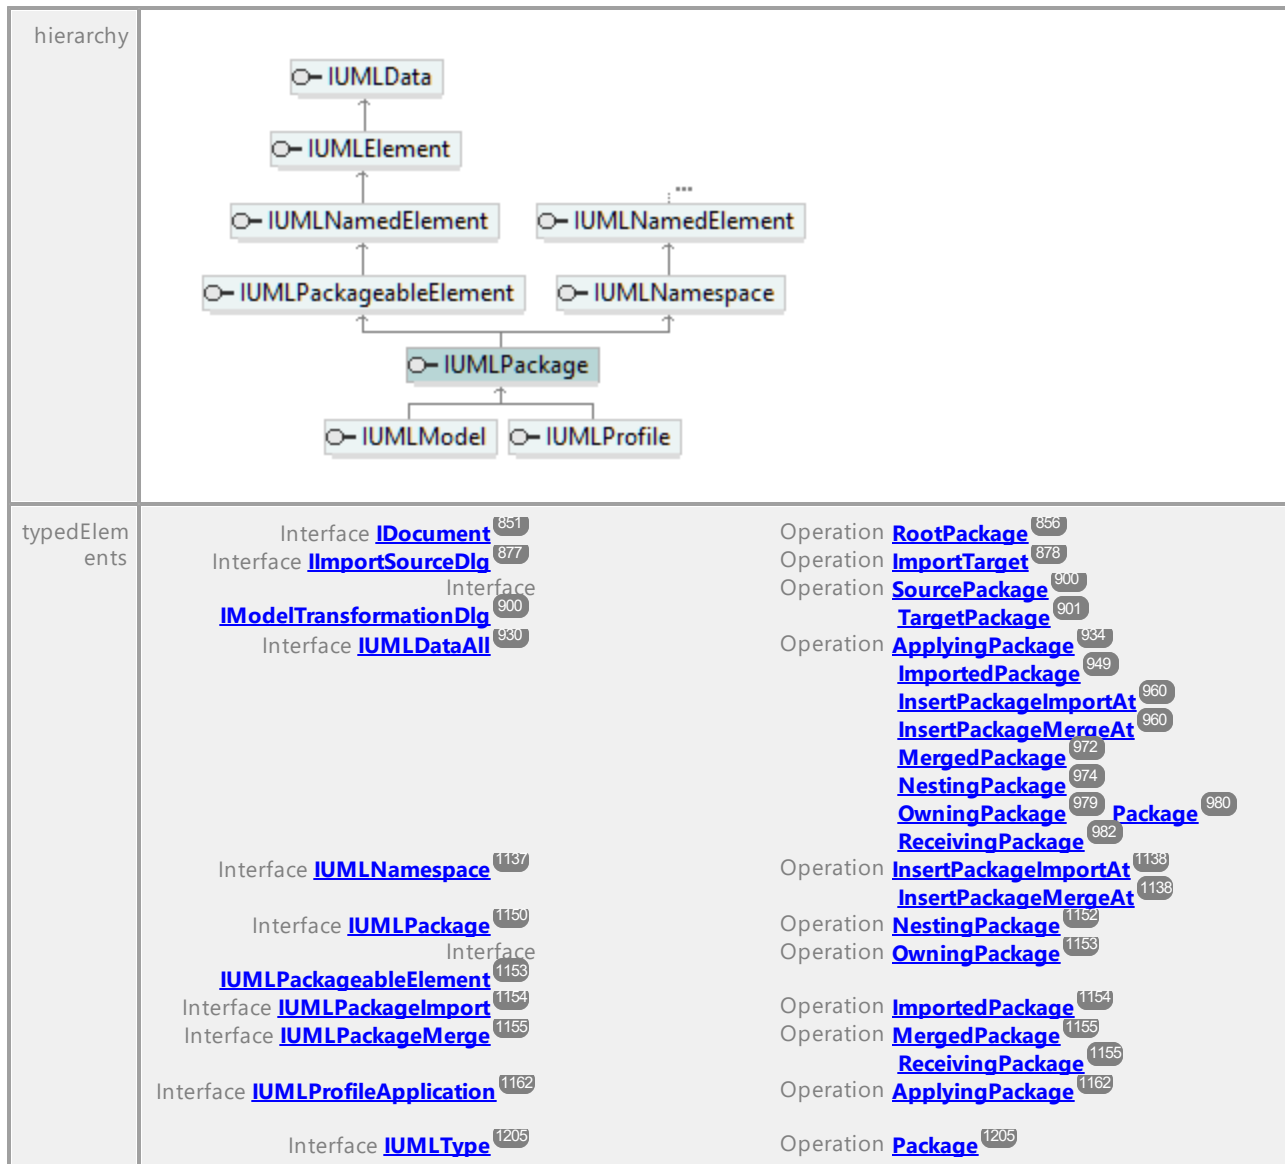 hierarchy
IUMLData
IUMLElement
...
IUMLNamedElement IUMLNamedElement
IUMLPackageableElement IUMLNamespace
IUMLPackage
IUMLModel IUMLProfile
typedElem
ents
Interface IDocument 851 Operation RootPackage 856
Interface IImportSourceDlg 877 Operation ImportTarget 878
Interface Operation SourcePackage 900
IModelTransformationDlg 900 TargetPackage 901
Interface IUMLDataAll 930 Operation ApplyingPackage 934
ImportedPackage 949
InsertPackageImportAt 960
InsertPackageMergeAt 960
MergedPackage 972
NestingPackage 974
OwningPackage 979 Package 980
ReceivingPackage 982
Interface IUMLNamespace 1137 Operation InsertPackageImportAt 1138
InsertPackageMergeAt 1138
Interface IUMLPackage 1150 Operation NestingPackage 1152
Interface Operation OwningPackage 1153
IUMLPackageableElement 1153
Interface IUMLPackageImport 1154 Operation ImportedPackage 1154
Interface IUMLPackageMerge 1155 Operation MergedPackage 1155
ReceivingPackage 1155
Interface IUMLProfileApplication 1162 Operation ApplyingPackage 1162
Interface IUMLType 1205 Operation Package 1205